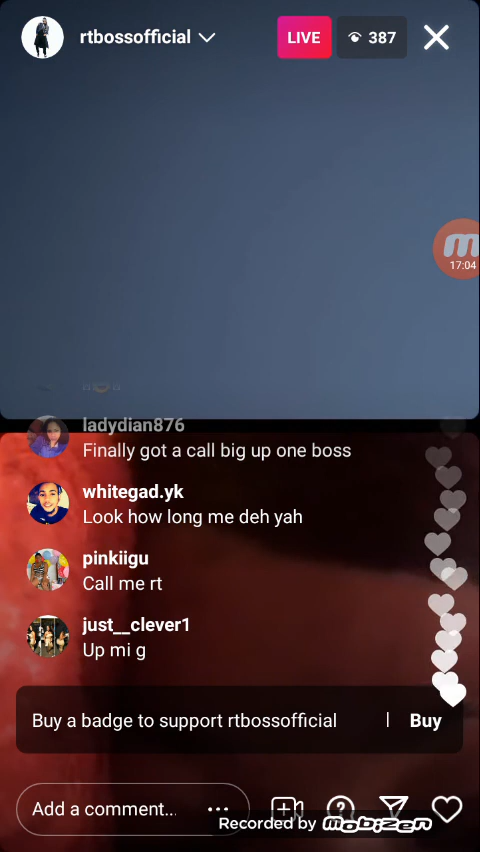 rtbossofficial
LIVE
387
17:04
ladydian876
Finally got a call big up one boss
whitegad.yk
Look how long me deh yah
pinkiigu
Call me rt
just__clever1
Up mi g
Buy a badge to support rtbossofficial | Buy
Add a comment...
Recorded by mobizen